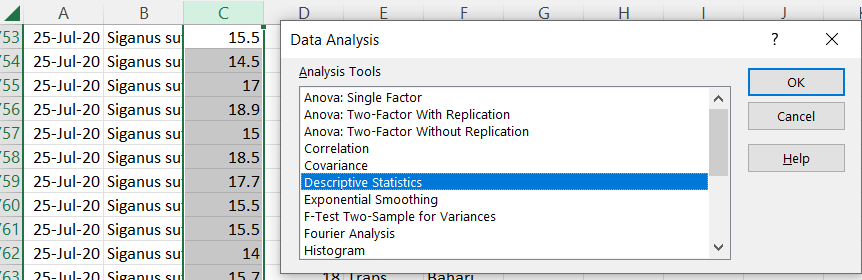 A B C D E F G H I J
753 25-Jul-20 Siganus su 15.5
754 25-Jul-20 Siganus su 14.5
755 25-Jul-20 Siganus su 17
756 25-Jul-20 Siganus su 18.9
757 25-Jul-20 Siganus su 15
758 25-Jul-20 Siganus su 18.5
759 25-Jul-20 Siganus su 17.7
760 25-Jul-20 Siganus su 15.5
761 25-Jul-20 Siganus su 15.5
762 25-Jul-20 Siganus su 14
763 25-Jul-20 Siganus su 15.7 18 Trans Bahari
Data Analysis
?
Analysis Tools
Anova: Single Factor
Anova: Two-Factor With Replication
Anova: Two-Factor Without Replication
Correlation
Covariance
Descriptive Statistics
Exponential Smoothing
F-Test Two-Sample for Variances
Fourier Analysis
Histogram
OK
Cancel
Help